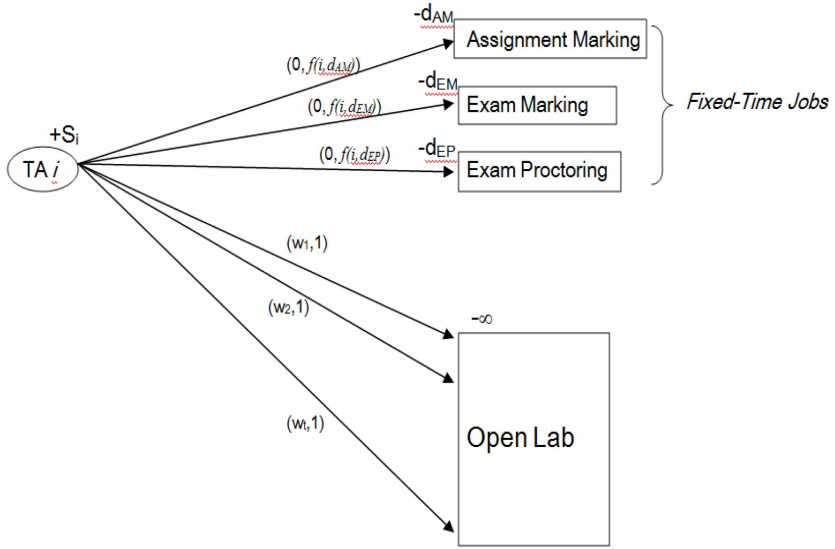 -dAM
Assignment Marking
(0, f(i,dAM))
-dEM
Exam Marking
(0, f(i,dEM))
Fixed-Time Jobs
+Si
-dEP
(0, f(i,dEP))
Exam Proctoring
TA i
(w1,1)
(w2,1)
-∞
(wt,1)
Open Lab